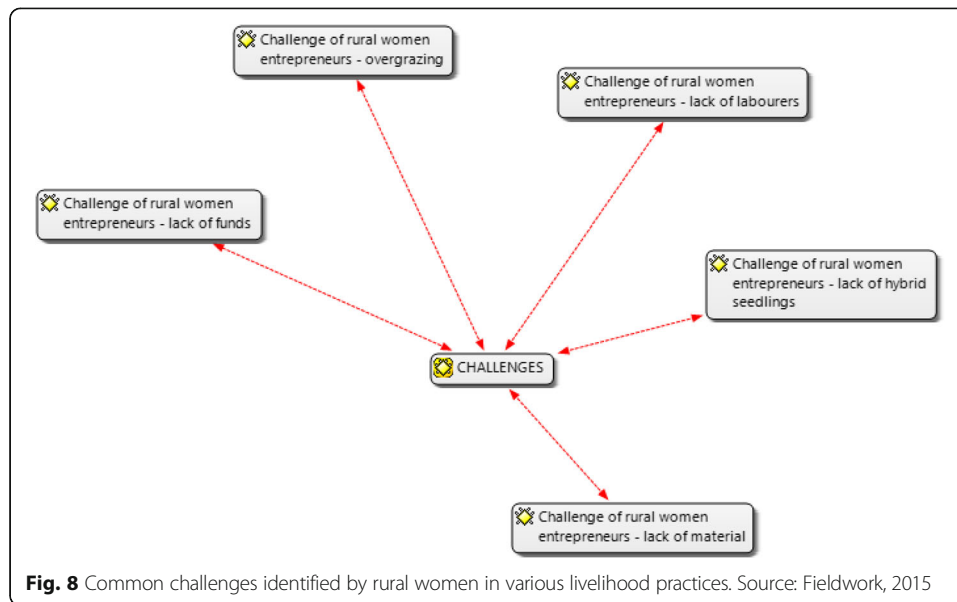 Challenge of rural women
entrepreneurs - overgrazing
Challenge of rural women
entrepreneurs - lack of labourers
Challenge of rural women
entrepreneurs - lack of funds
Challenge of rural women
entrepreneurs - lack of hybrid
seedlings
CHALLENGES
Challenge of rural women
entrepreneurs - lack of material
Fig. 8 Common challenges identified by rural women in various livelihood practices. Source: Fieldwork, 2015